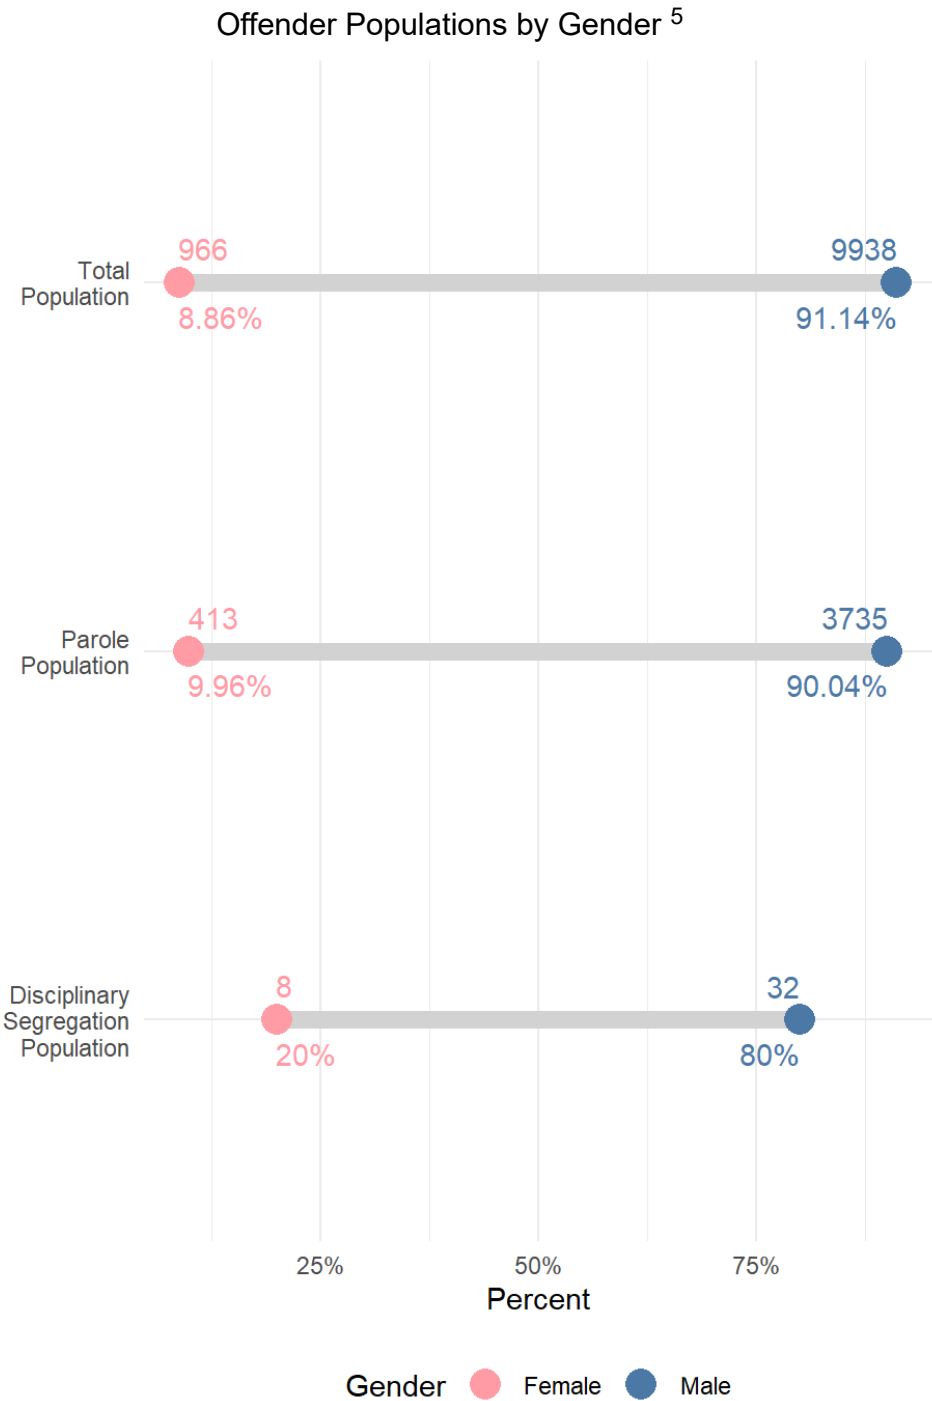 Offender Populations by Gender 5
966
9938
Total
Population
8.86%
91.14%
413
3735
Parole
Population
9.96%
90.04%
8
32
Disciplinary
Segregation
Population
20%
80%
25%
50%
75%
Percent
Gender
Female
Male